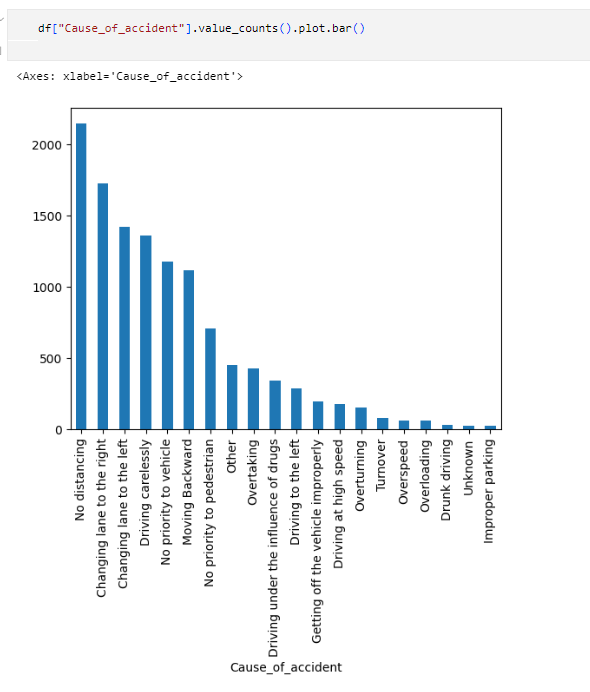 df["Cause_of_accident"].value_counts().plot.bar()
<Axes: xlabel='Cause_of_accident'>
2000
1500
1000
500
0
No distancing
Changing lane to the right
Changing lane to the left
Driving carelessly
No priority to vehicle
Moving Backward
No priority to pedestrian
Other
Overtaking
Driving under the influence of drugs
Driving to the left
Getting off the vehicle improperly
Driving at high speed
Overturning
Turnover
Overspeed
Overloading
Drunk driving
Unknown
Improper parking
Cause_of_accident